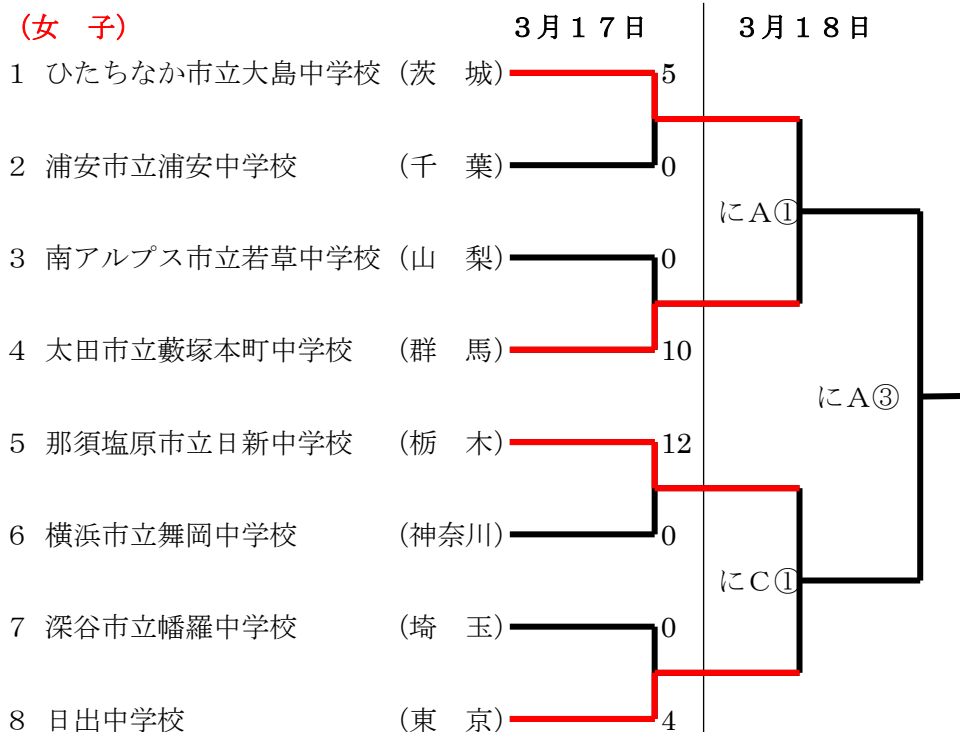 (女　子)　3月17日　3月18日
1 ひたちなか市立大島中学校 (茨　城) 5
2 浦安市立浦安中学校 (千　葉) 0
にA①
3 南アルプス市立若草中学校 (山　梨) 0
4 太田市立藪塚本町中学校 (群　馬) 10
にA③
5 那須塩原市立日新中学校 (栃　木) 12
6 横浜市立舞岡中学校 (神奈川) 0
にC①
7 深谷市立幡羅中学校 (埼　玉) 0
8 日出中学校 (東　京) 4